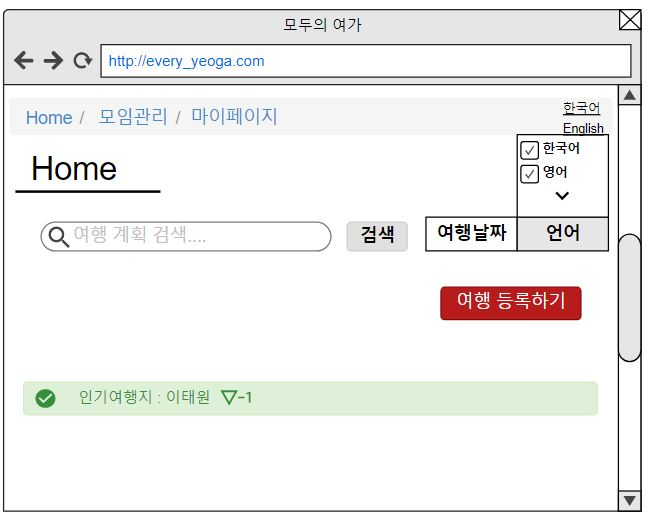 모두의 여가
http://every_yeoga.com
Home / 모임관리 / 마이페이지
한국어
English
Home
한국어
영어
여행 계획 검색....
검색
여행날짜
언어
여행 등록하기
인기여행지 : 이태원 ▽-1